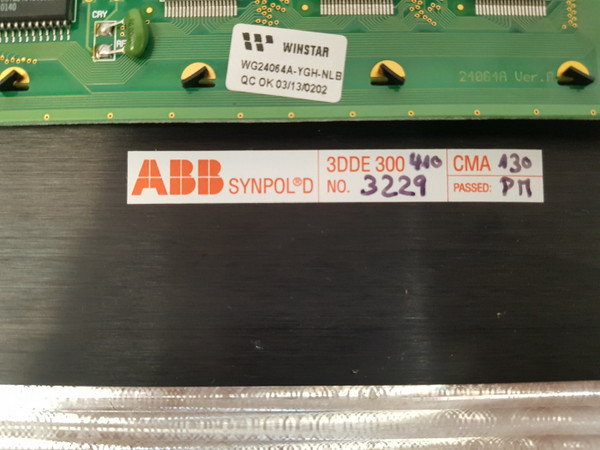 CRY
WINSTAR
WG24064A-YGH-NLB
QC OK 03/13/0202
24064A Ver.
ABB SYNPOL®D
3DDE 300 410
NO. 3229
CMA 130
PASSED: PM